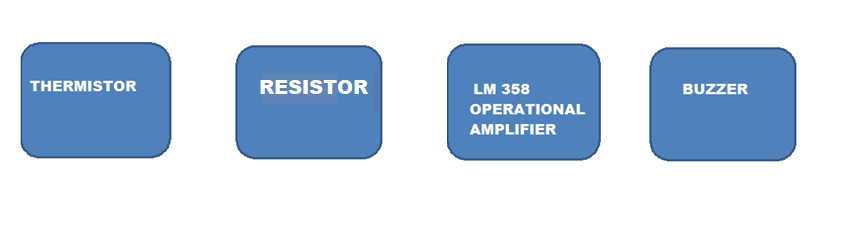 THERMISTOR
RESISTOR
LM 358
OPERATIONAL
AMPLIFIER
BUZZER